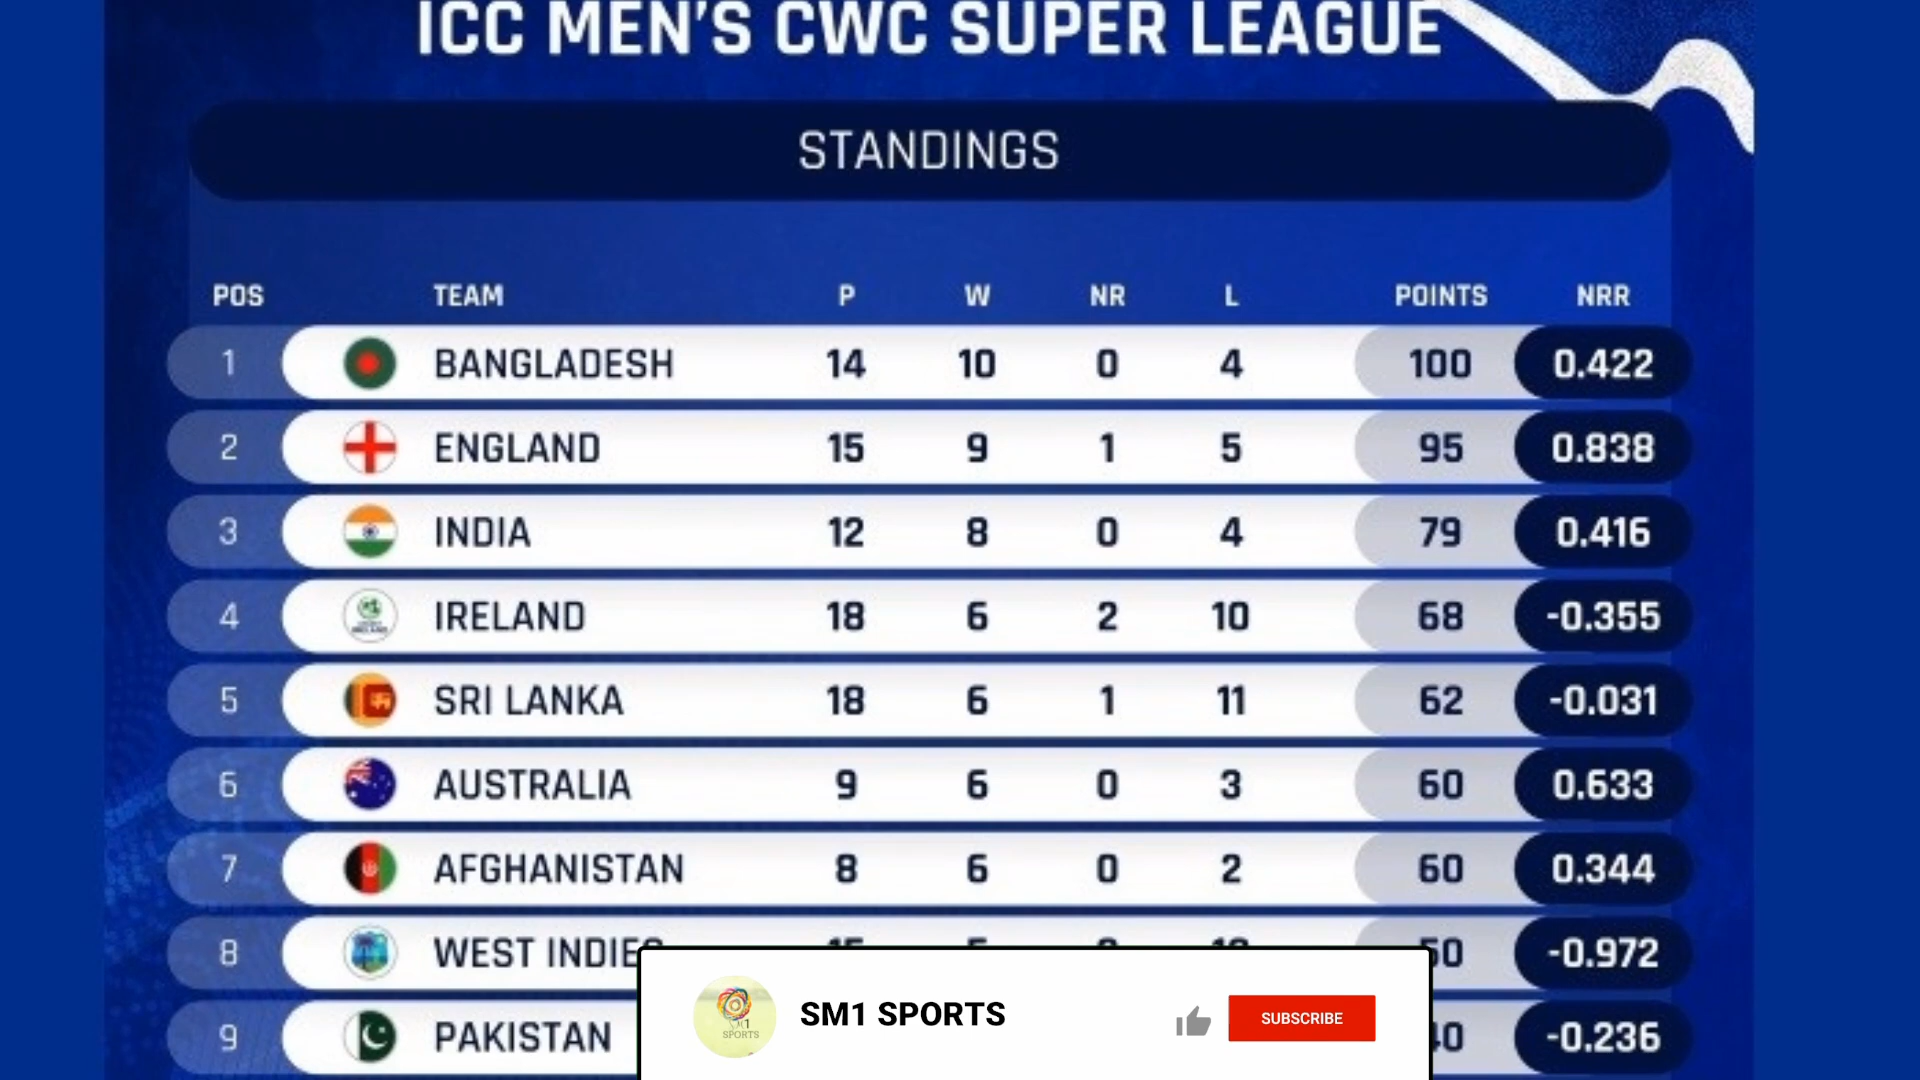 ICC MEN'S CWC SUPER LEAGUE
STANDINGS
POS TEAM P W NR L POINTS NRR
1 BANGLADESH 14 10 0 4 100 0.422
2 ENGLAND 15 9 1 5 95 0.838
3 INDIA 12 8 0 4 79 0.416
4 IRELAND 18 6 2 10 68 -0.355
5 SRI LANKA 18 6 1 11 62 -0.031
6 AUSTRALIA 9 6 0 3 60 0.633
7 AFGHANISTAN 8 6 0 2 60 0.344
8 WEST INDIES -0.972
9 PAKISTAN -0.236
SPORTS
SM1 SPORTS
SUBSCRIBE